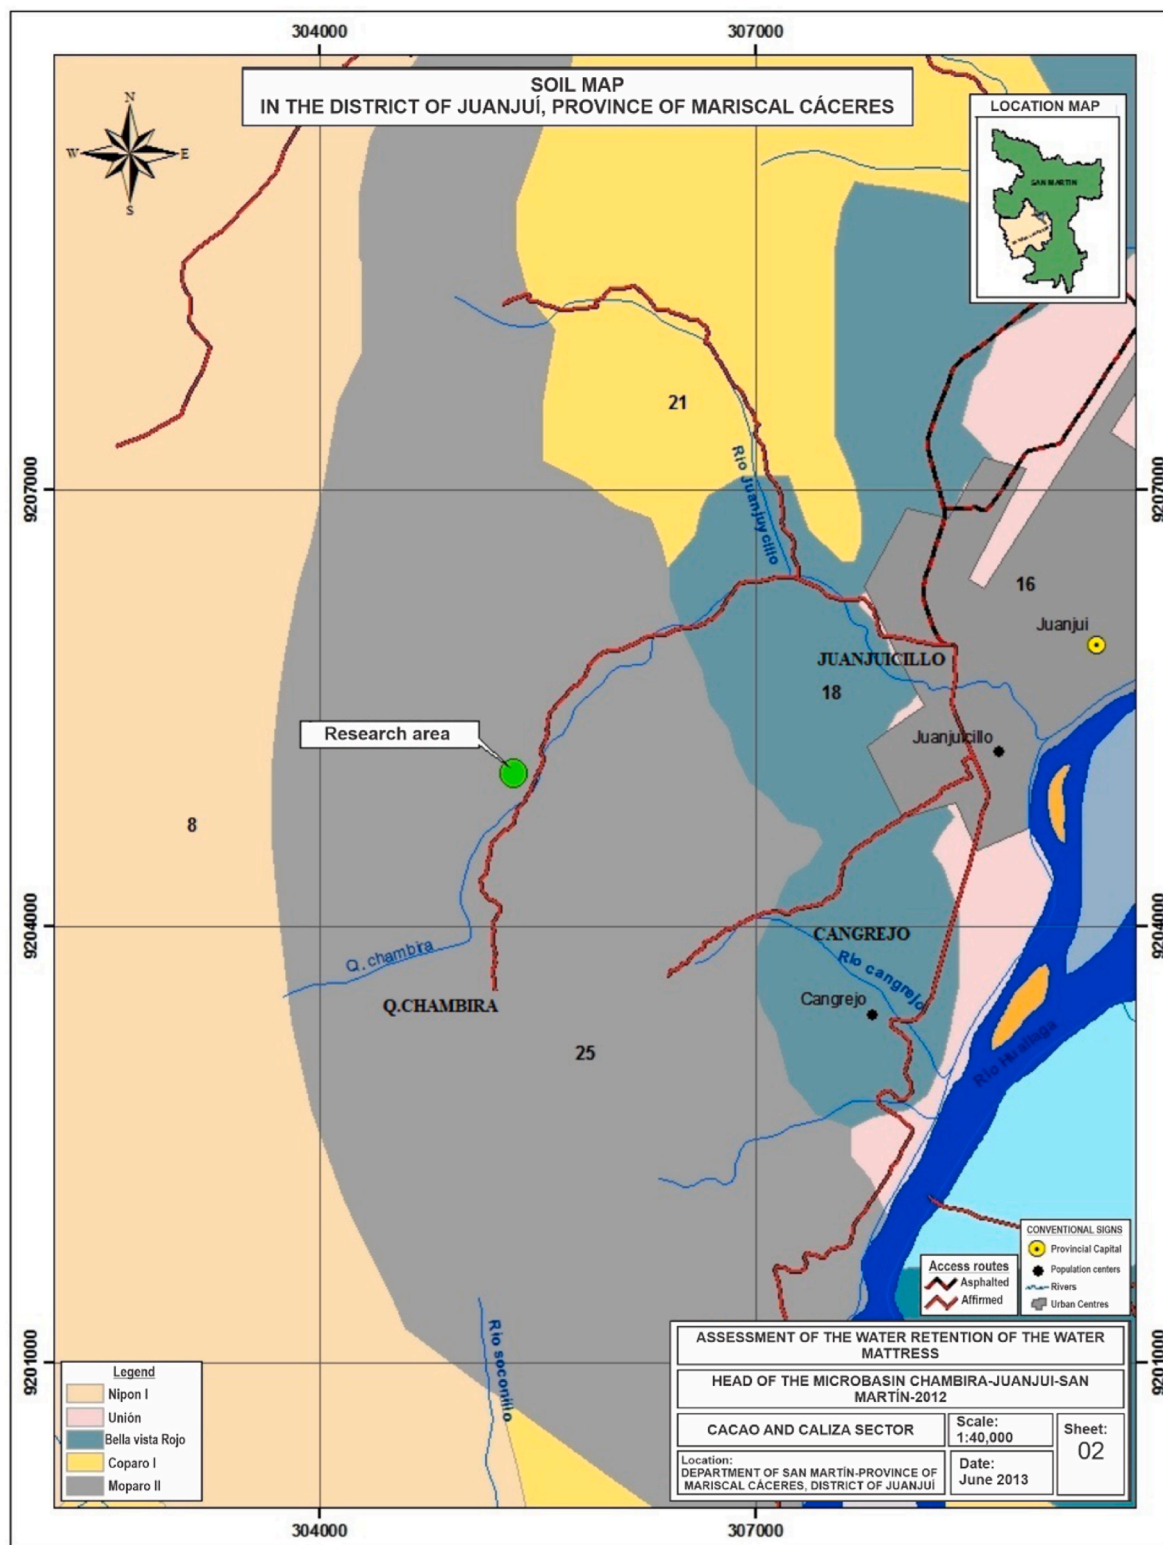 304000
307000
SOIL MAP
IN THE DISTRICT OF JUANJUÍ, PROVINCE OF MARISCAL CÁCERES
LOCATION MAP
SAN MARTIN
N
W
E
S
21
Rio Juanjuycillo
9207000
9207000
16
Juanjui
JUANJUICILLO
18
Research area
Juanjuicillo
8
9204000
9204000
CANGREJO
Q. chambira
Río cangrejo
Cangrejo
Q.CHAMBIRA
25
Río Huallaga
CONVENTIONAL SIGNS
Provincial Capital
Population centers
Rivers
Urban Centres
Access routes
Asphalted
Affirmed
Río soconillo
9201000
9201000
Legend
Nipon I
Unión
Bella vista Rojo
Coparo I
Moparo II
ASSESSMENT OF THE WATER RETENTION OF THE WATER
MATTRESS
HEAD OF THE MICROBASIN CHAMBIRA-JUANJUI-SAN
MARTÍN-2012
CACAO AND CALIZA SECTOR
Scale:
1:40,000
Sheet:
02
Location:
DEPARTMENT OF SAN MARTÍN-PROVINCE OF
MARISCAL CÁCERES, DISTRICT OF JUANJUÍ
Date:
June 2013
304000
307000